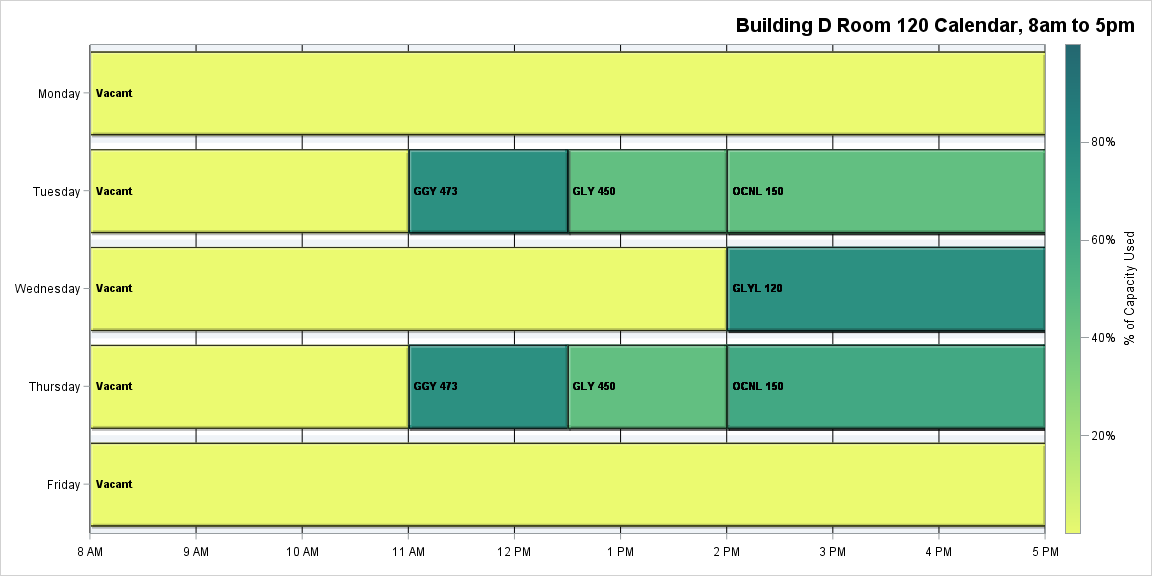 Building D Room 120 Calendar, 8am to 5pm
Monday
Vacant
Tuesday
Vacant
GGY 473
GLY 450
OCNL 150
Wednesday
Vacant
GLYL 120
Thursday
Vacant
GGY 473
GLY 450
OCNL 150
Friday
Vacant
8 AM
9 AM
10 AM
11 AM
12 PM
1 PM
2 PM
3 PM
4 PM
5 PM
80%
60%
40%
20%
% of Capacity Used